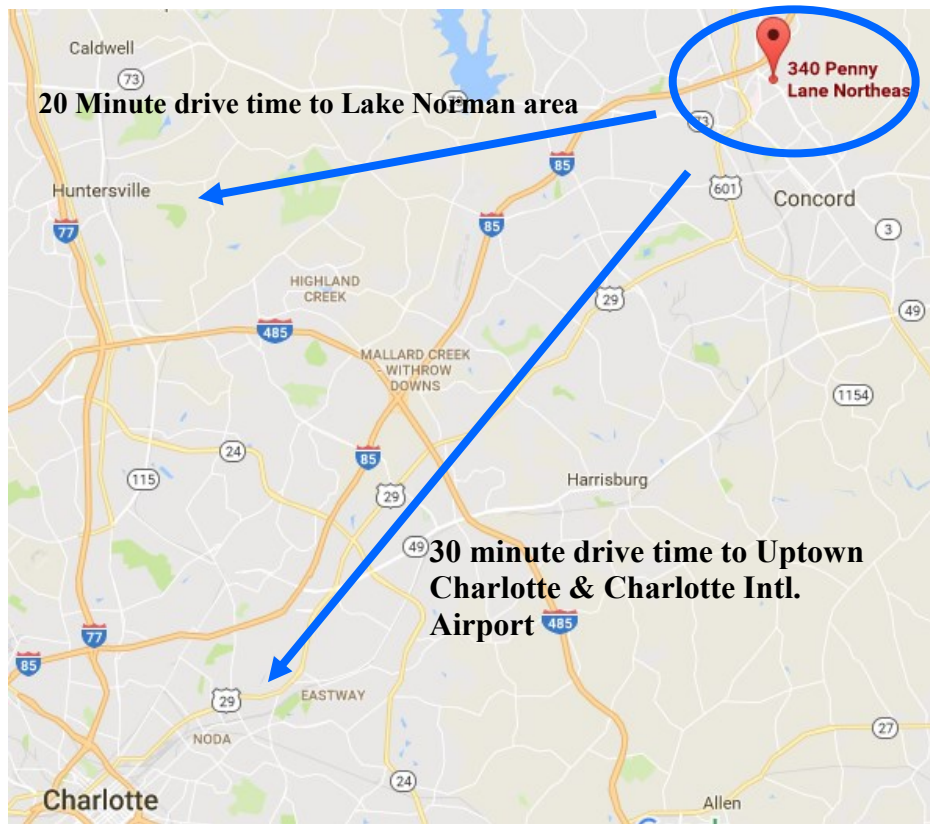 Caldwell
73
340 Penny
Lane Northeas
20 Minute drive time to Lake Norman area
73
73
85
Huntersville
601
Concord
77
85
3
HIGHLAND
CREEK
29
49
485
MALLARD CREEK
- WITHROW
DOWNS
1154
24
85
115
Harrisburg
29
49
30 minute drive time to Uptown
Charlotte & Charlotte Intl.
Airport
485
77
85
29
EASTWAY
NODA
27
24
Charlotte
Allen